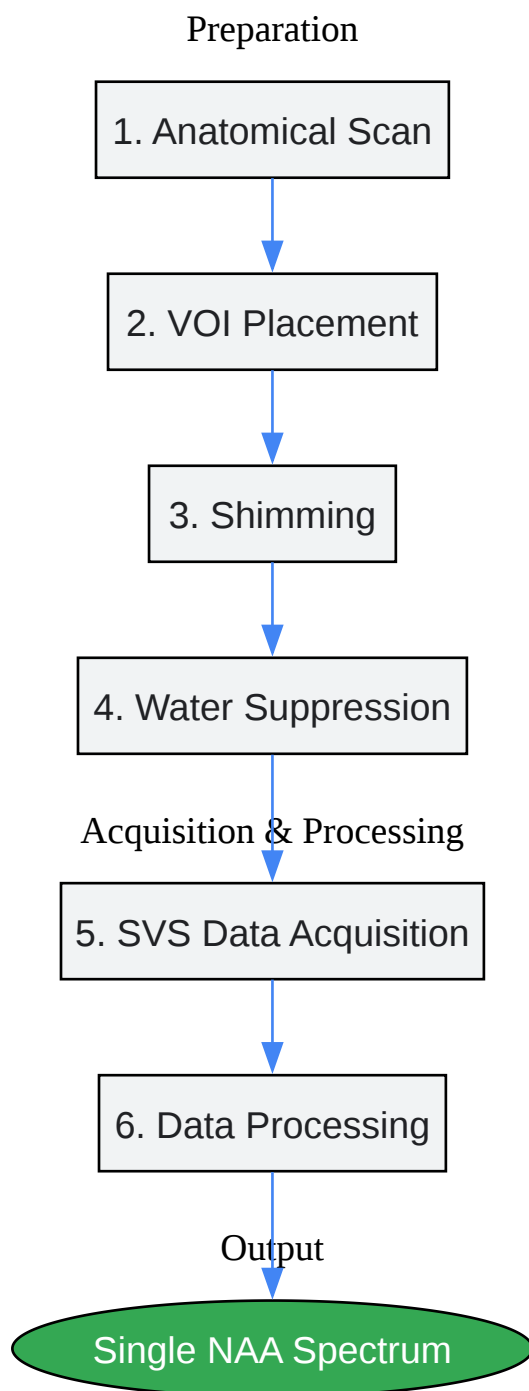 Preparation
1. Anatomical Scan
2. VOI Placement
3. Shimming
4. Water Suppression
Acquisition & Processing
5. SVS Data Acquisition
6. Data Processing
Output
Single NAA Spectrum